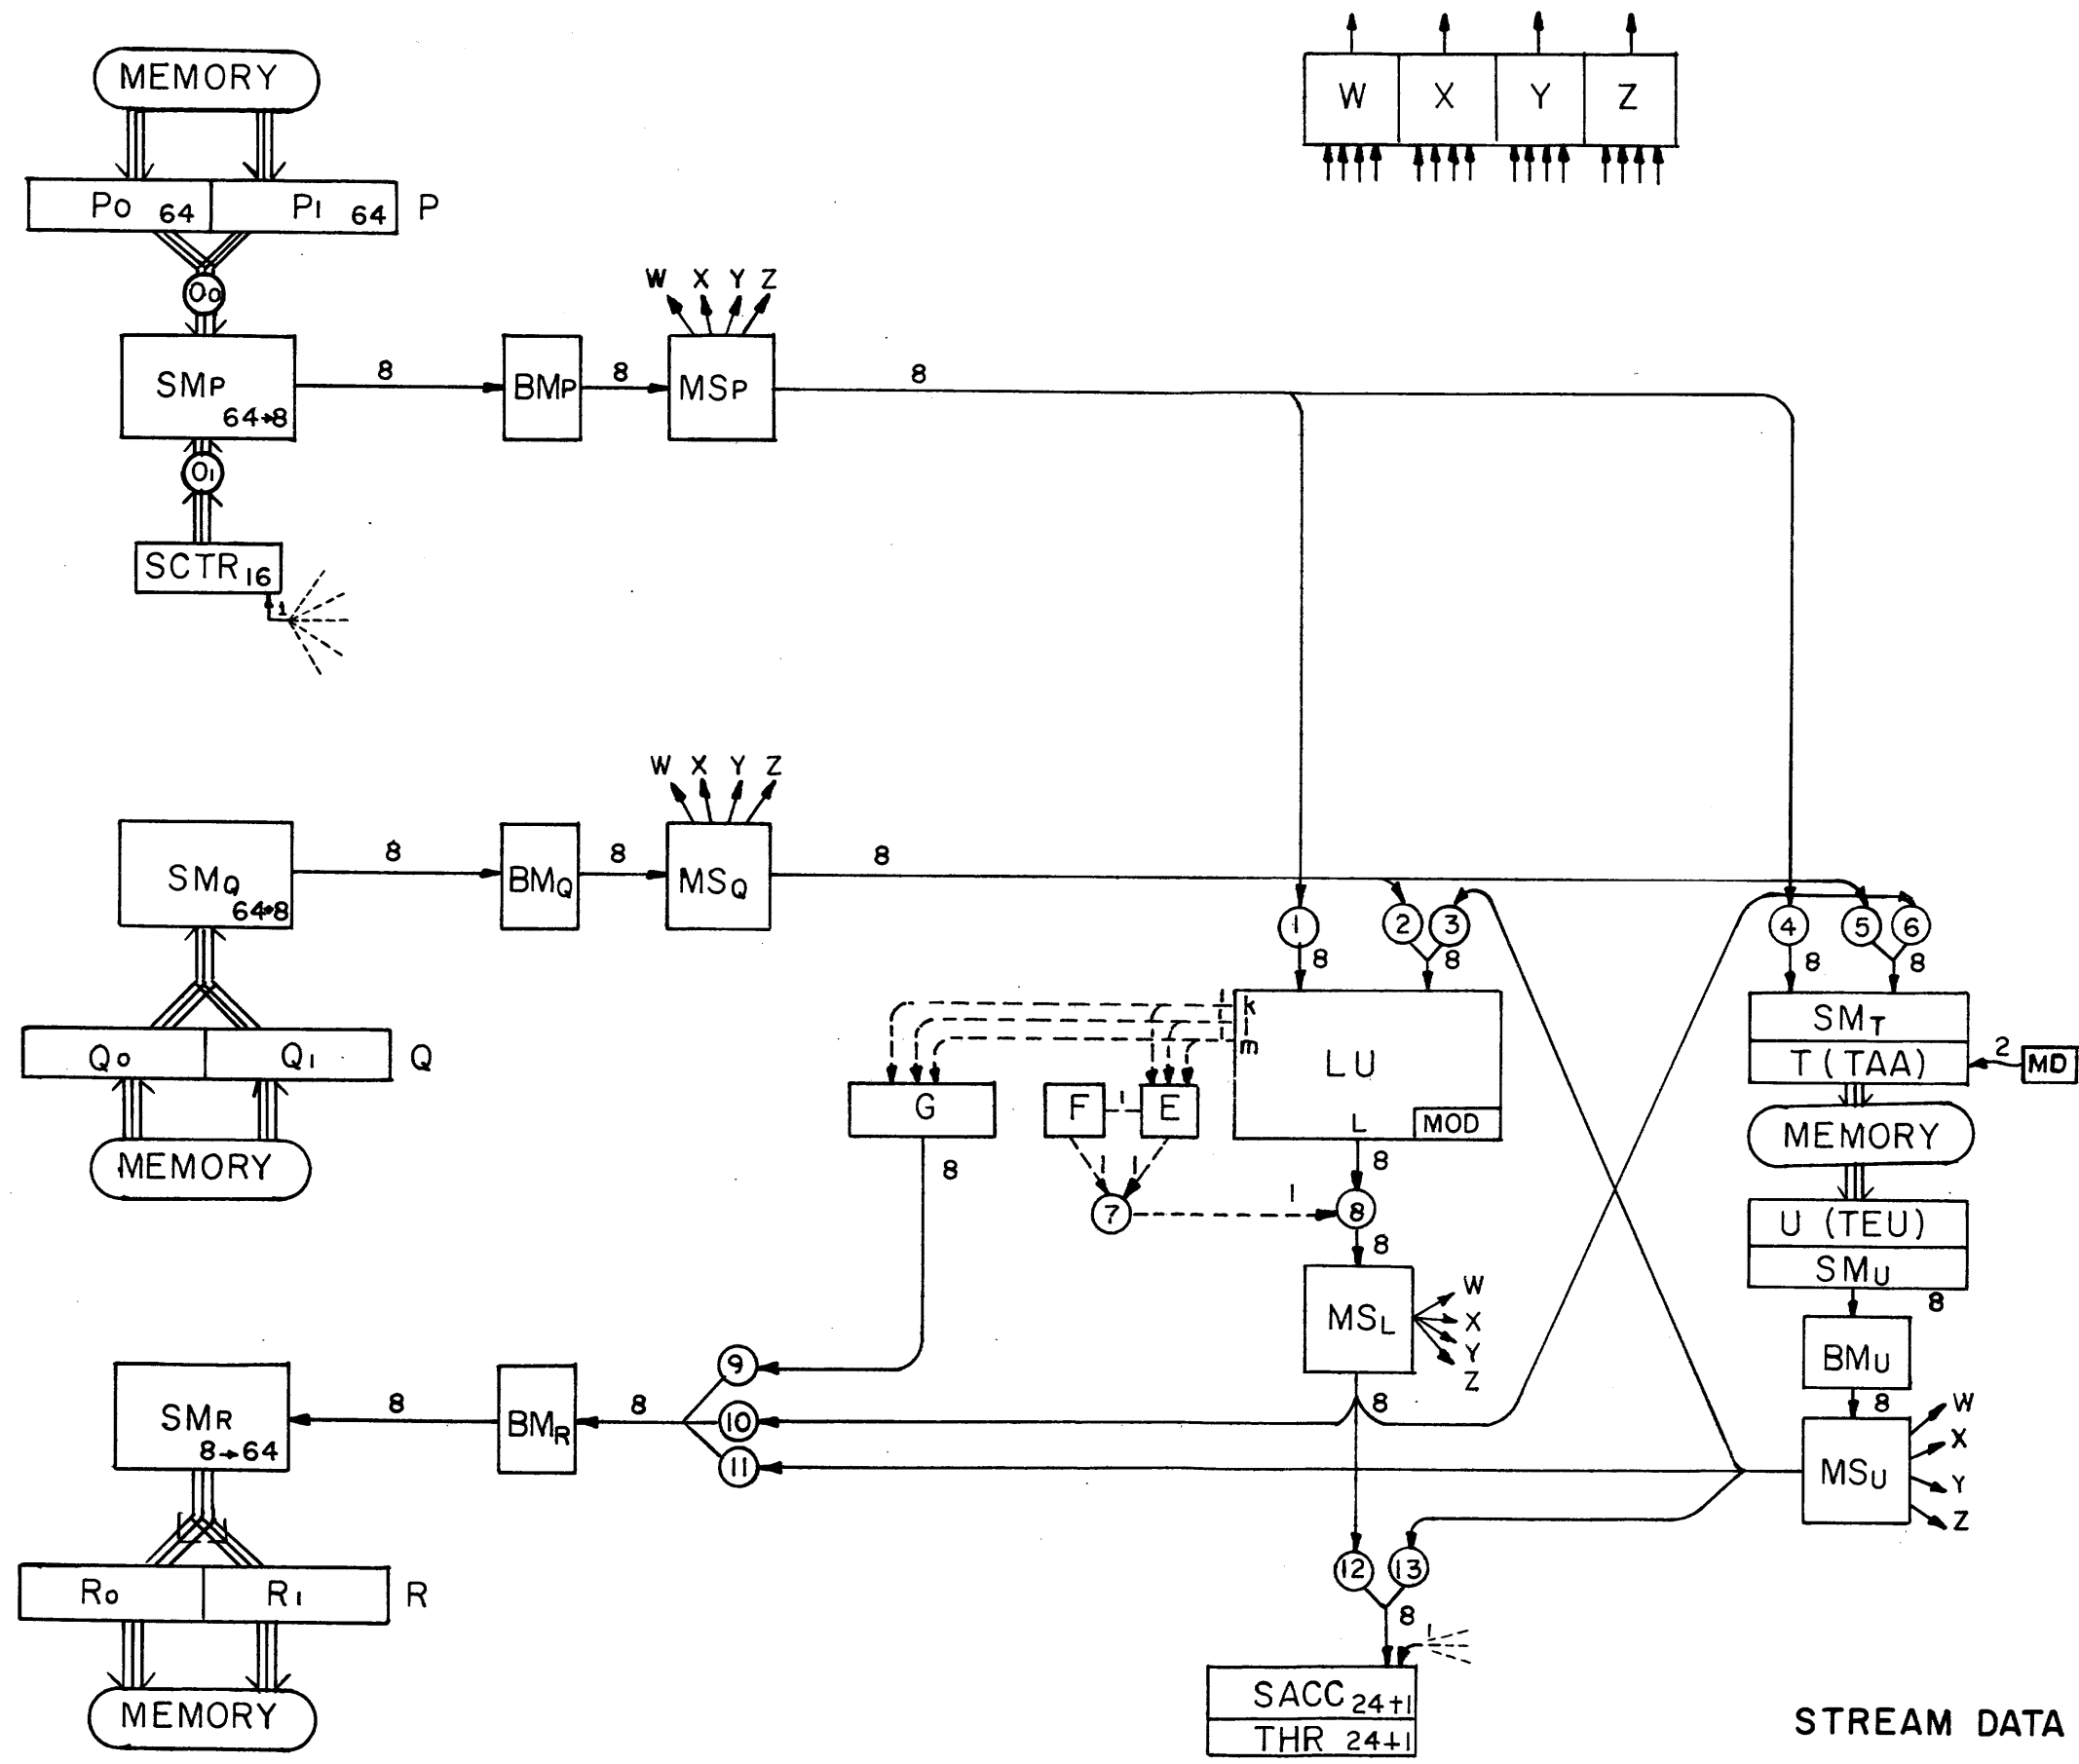 MEMORY
W X Y Z
P0 64 P1 64 P
O0
W X Y Z
SMP 64→8
8
BMP
8
MSP
8
O1
SCTR16
1
W X Y Z
SMQ 64→8
8
BMQ
8
MSQ
8
1 2 3 4 5 6
8 8 8 8
Q0 Q1 Q
MEMORY
k
l
m
1
LU
L
MOD
G
F 1 E
8
1 1
7
1
8
8
8
SMT
T (TAA)
2
MD
MEMORY
U (TEU)
SMU
8
BMU
8
MSU
W
X
Y
Z
MSL
W
X
Y
Z
8
9
10
11
SMR 8→64
8
BMR
8
R0 R1 R
MEMORY
12 13
8
1
SACC 24+1
THR 24+1
STREAM DATA